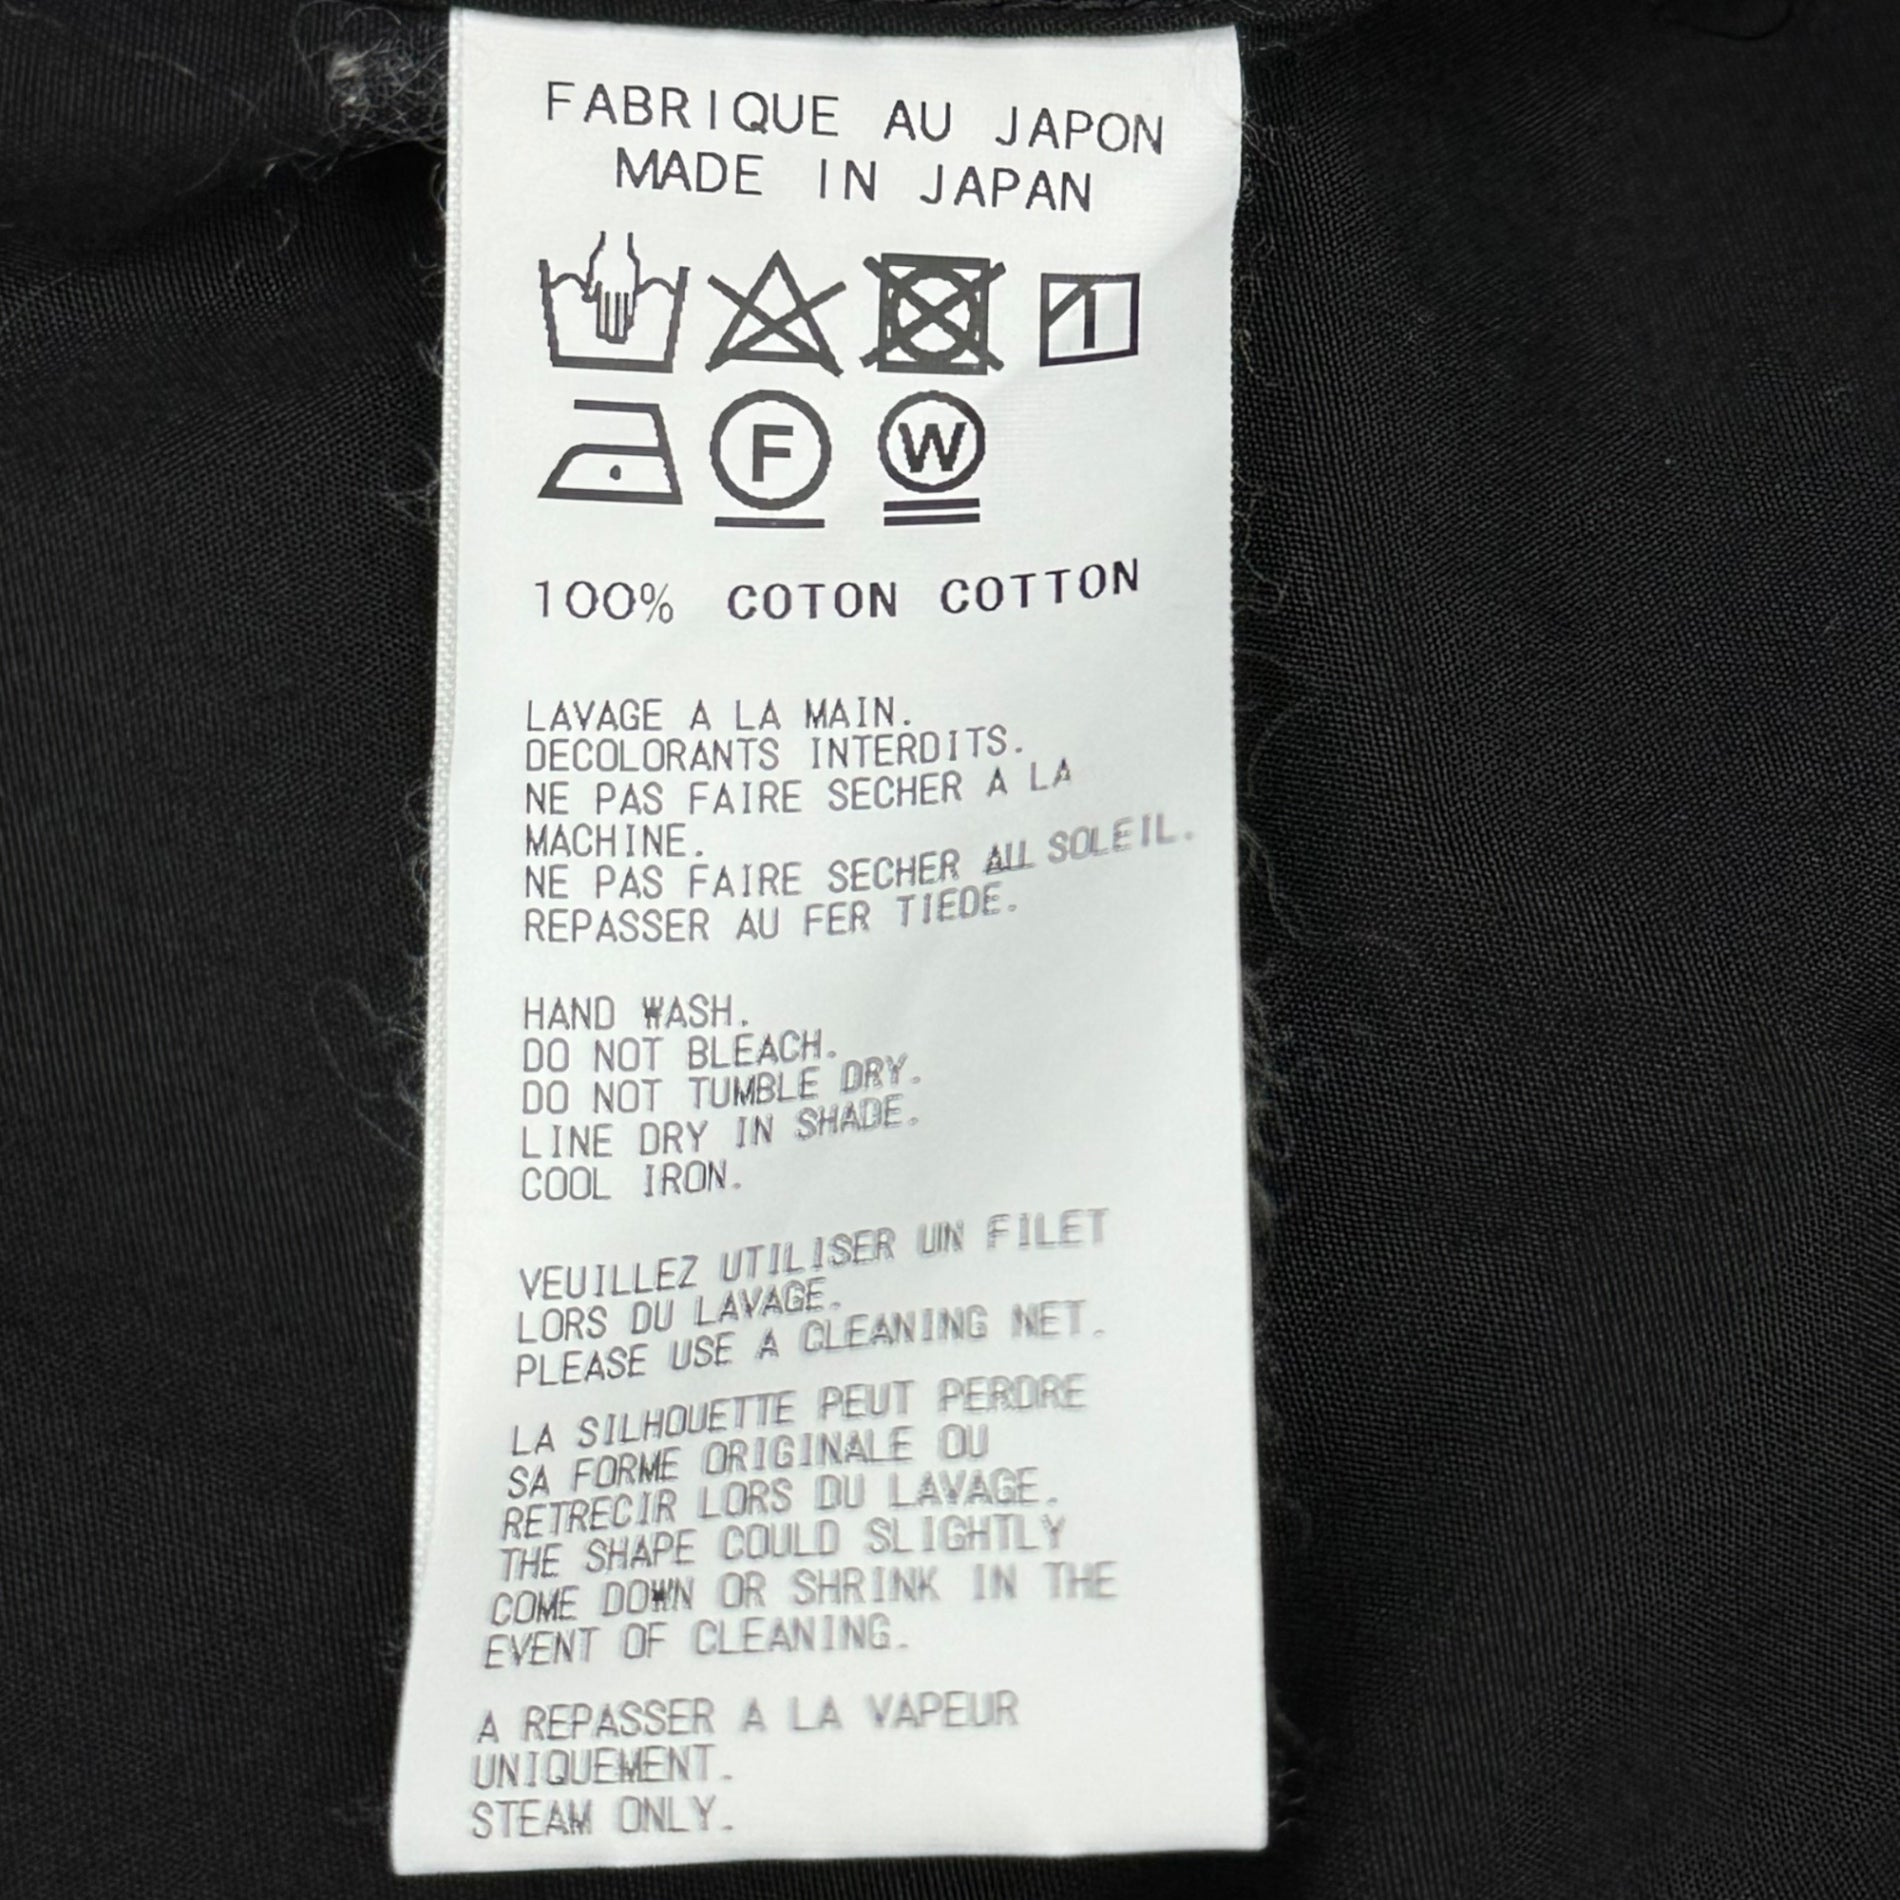 FABRIQUE AU JAPON
MADE IN JAPAN
F W
100% COTON COTTON
LAVAGE A LA MAIN.
DECOLORANTS INTERDITS.
NE PAS FAIRE SECHER A LA
MACHINE.
NE PAS FAIRE SECHER AU SOLEIL.
REPASSER AU FER TIEDE.
HAND WASH.
DO NOT BLEACH.
DO NOT TUMBLE DRY.
LINE DRY IN SHADE.
COOL IRON.
VEUILLEZ UTILISER UN FILET
LORS DU LAVAGE.
PLEASE USE A CLEANING NET.
LA SILHOUETTE PEUT PERDRE
SA FORME ORIGINALE OU
RETRECIR LORS DU LAVAGE.
THE SHAPE COULD SLIGHTLY
COME DOWN OR SHRINK IN THE
EVENT OF CLEANING.
A REPASSER A LA VAPEUR
UNIQUEMENT.
STEAM ONLY.